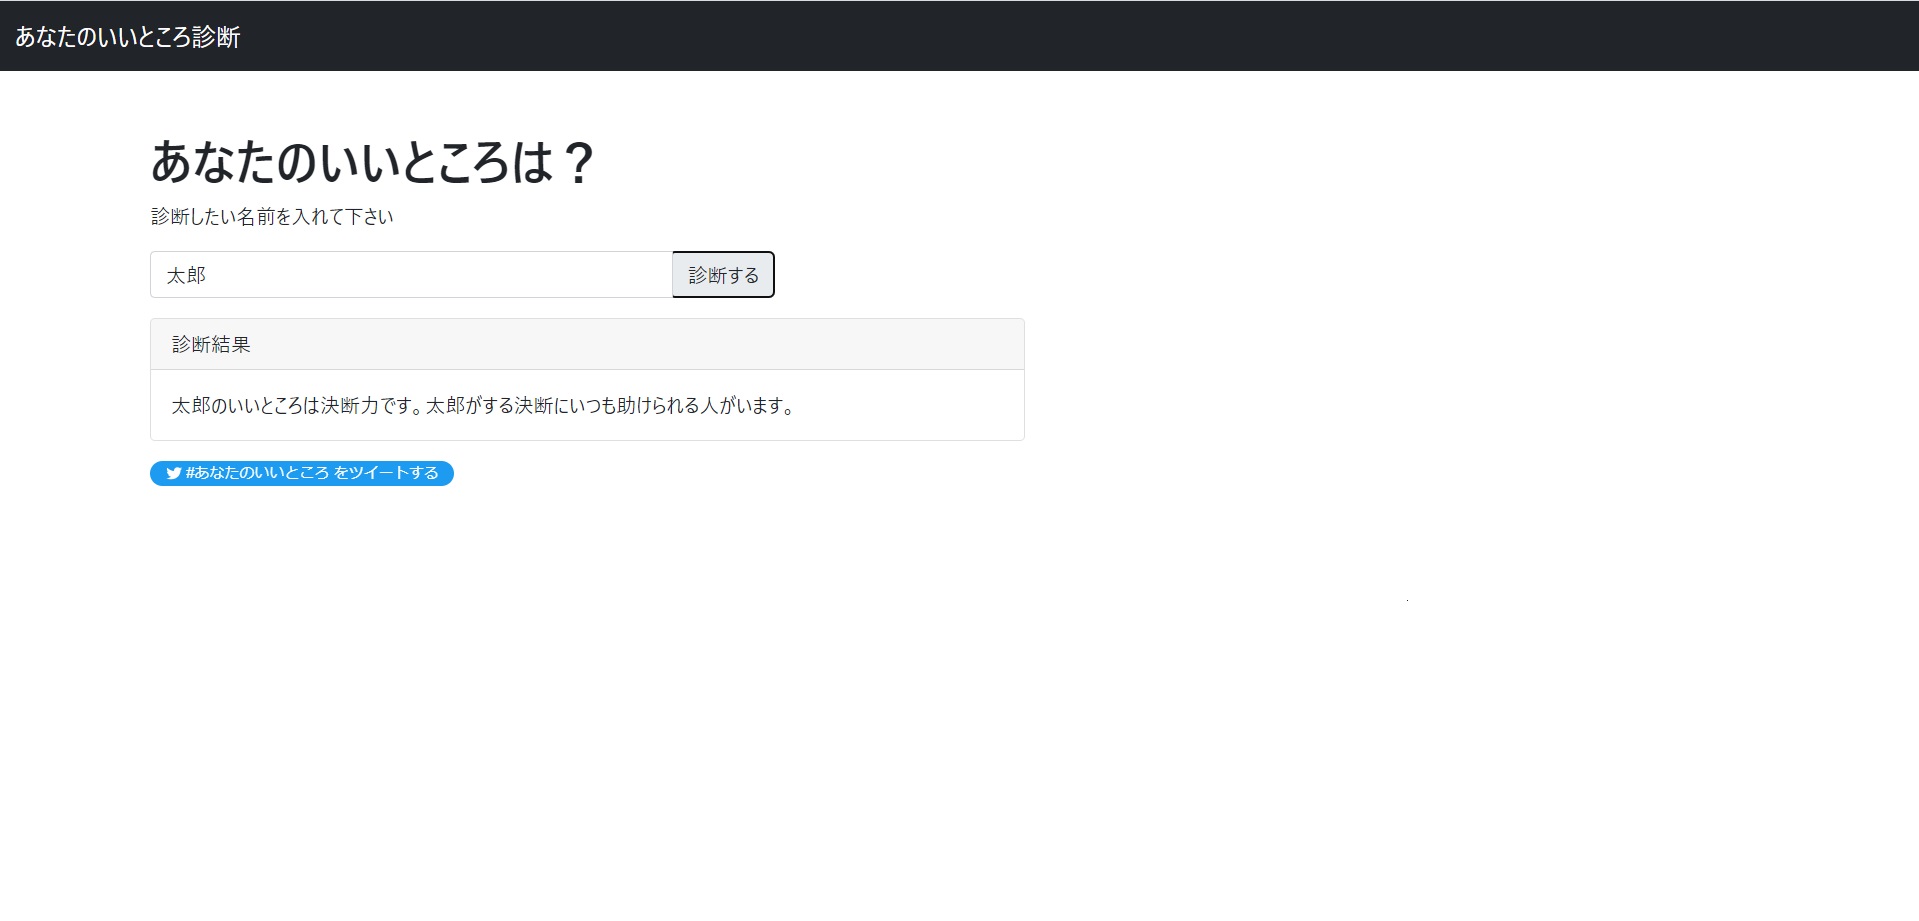 あなたのいいところ診断
あなたのいいところは？
診断したい名前を入れて下さい
太郎
診断する
診断結果
太郎のいいところは決断力です。太郎がする決断にいつも助けられる人がいます。
#あなたのいいところ をツイートする